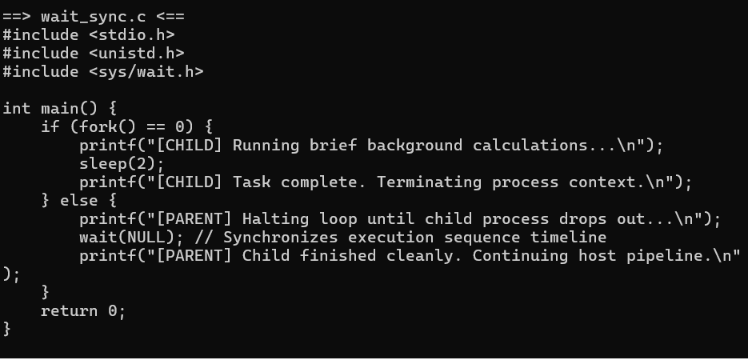 ==> wait_sync.c <==
#include <stdio.h>
#include <unistd.h>
#include <sys/wait.h>

int main() {
    if (fork() == 0) {
        printf("[CHILD] Running brief background calculations...\n");
        sleep(2);
        printf("[CHILD] Task complete. Terminating process context.\n");
    } else {
        printf("[PARENT] Halting loop until child process drops out...\n");
        wait(NULL); // Synchronizes execution sequence timeline
        printf("[PARENT] Child finished cleanly. Continuing host pipeline.\n"
);
    }
    return 0;
}